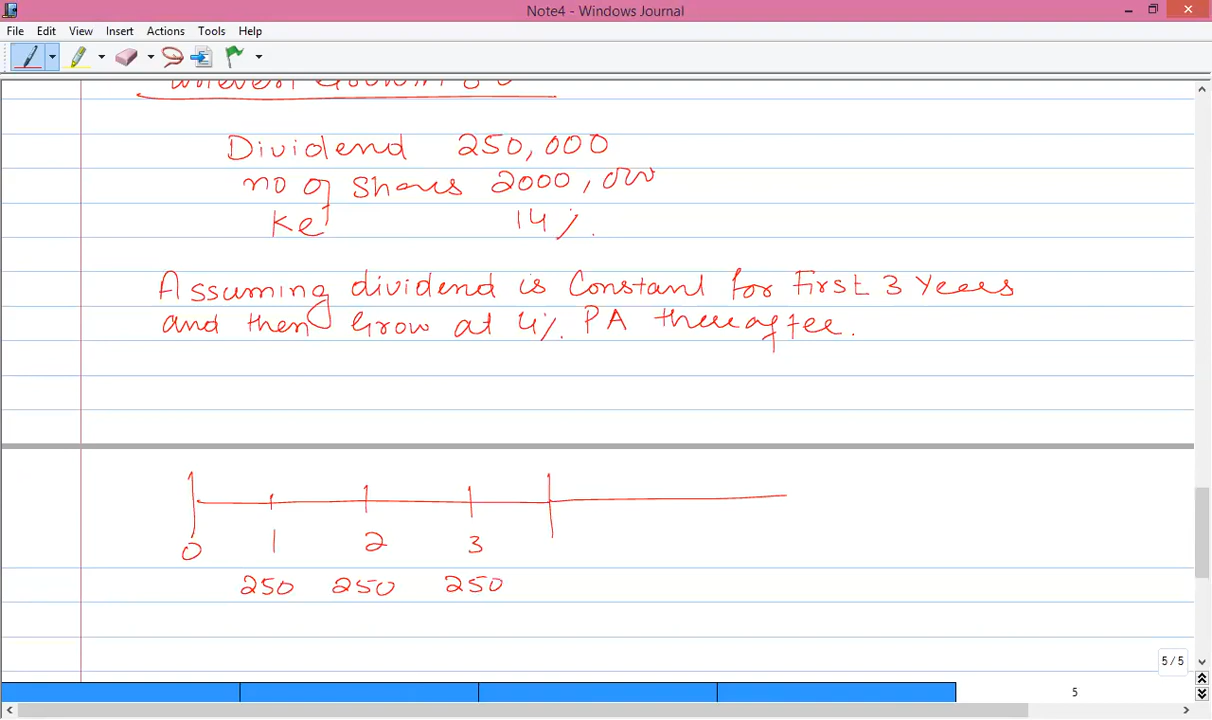 Note4 - Windows Journal
File Edit View Insert Actions Tools Help
Dividend 250,000
no of Shares 2000,000
Ke 14%.
Assuming dividend is Constant for First 3 Years
and then Grow at 4%. PA thereafter.
0 1 2 3
250 250 250
5 / 5
5